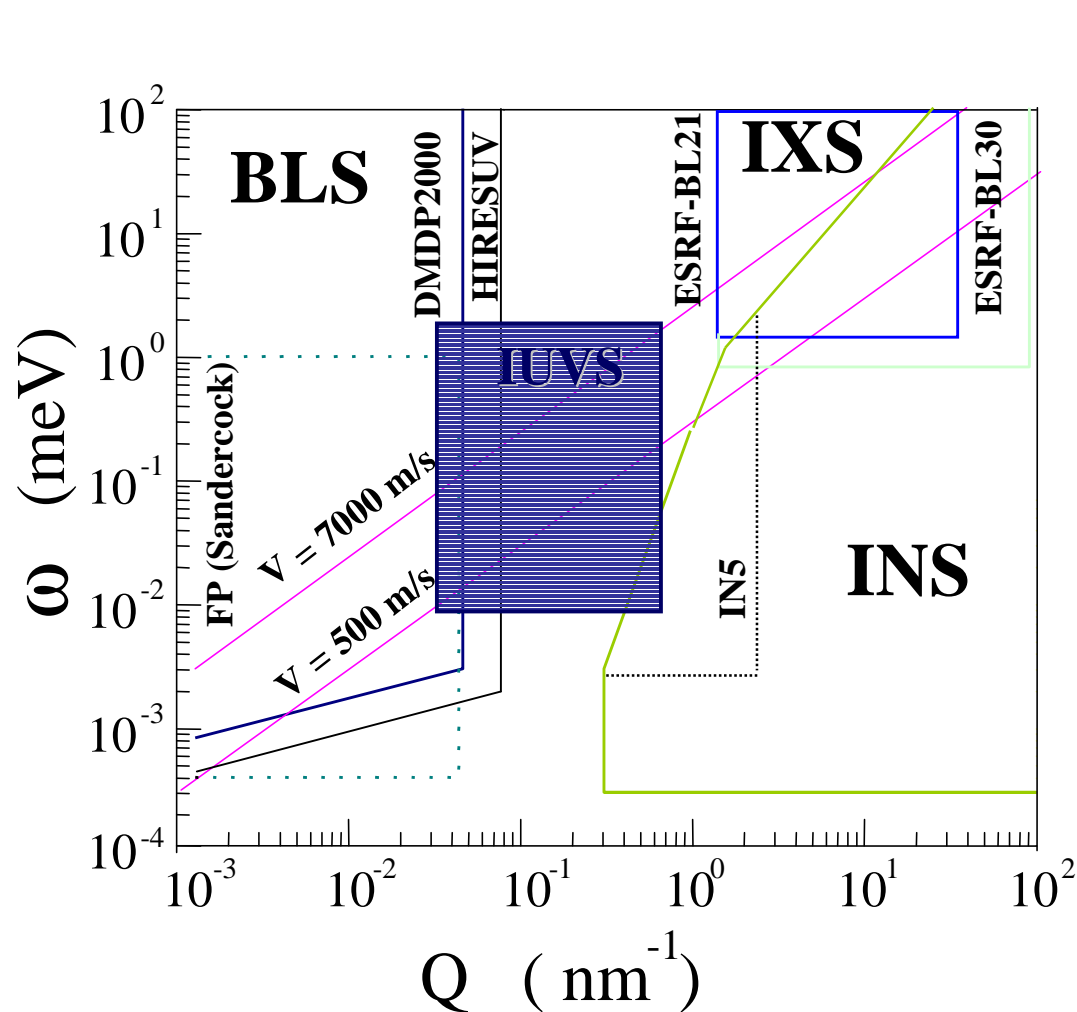 10^2
10^1
10^0
10^-1
10^-2
10^-3
10^-4
ω (meV)
BLS
DMDP2000
HIRESUV
ESRF-BL21
IXS
ESRF-BL30
IUVS
FP (Sandercock)
V = 7000 m/s
V = 500 m/s
IN5
INS
10^-3
10^-2
10^-1
10^0
10^1
10^2
Q ( nm^-1)